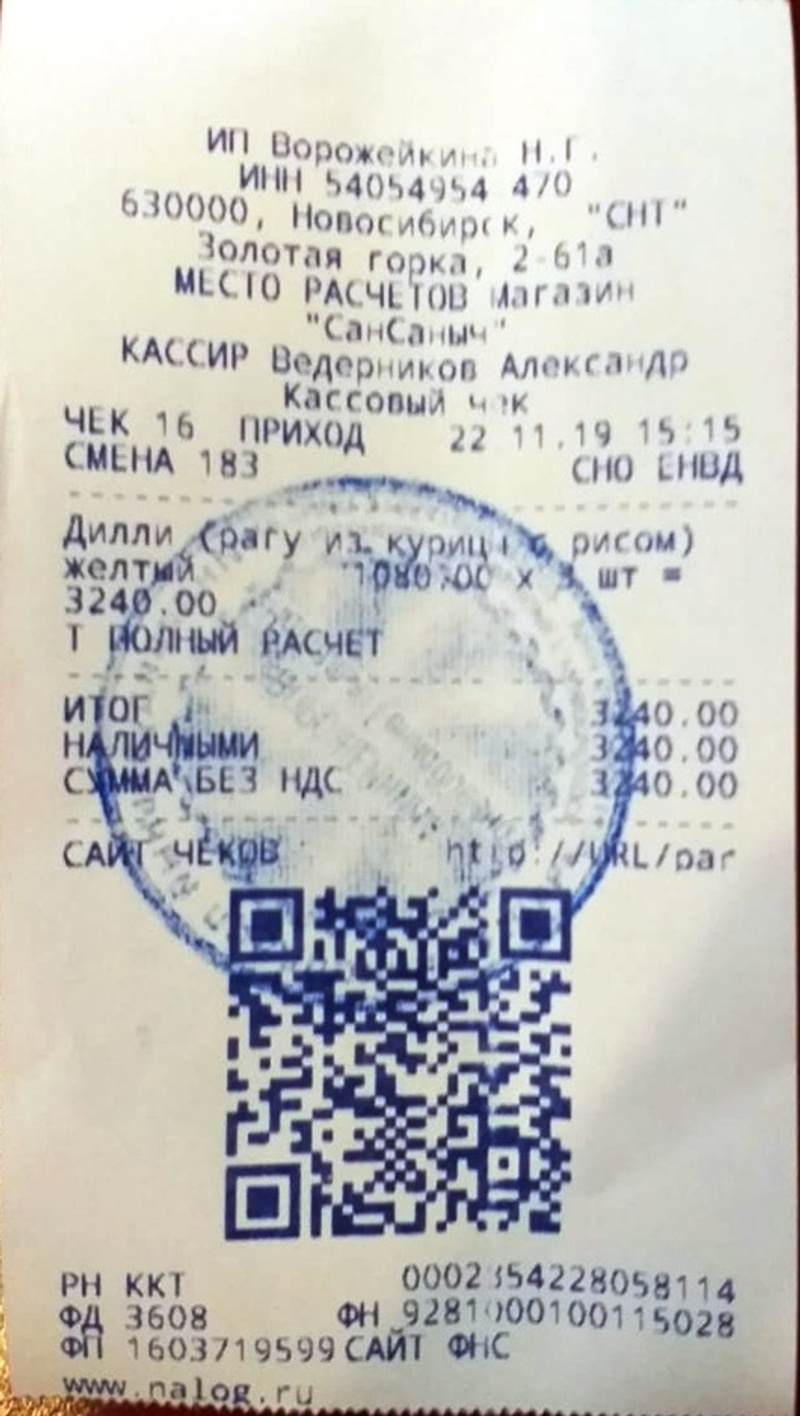 ИП Ворожейкина Н.Г.
ИНН 54054954 470
630000, Новосибирск, "СНТ"
Золотая горка, 2-61а
МЕСТО РАСЧЕТОВ Магазин
"СанСаныч"
КАССИР Ведерников Александр
Кассовый чек
ЧЕК 16 ПРИХОД 22 11.19 15:15
СМЕНА 183 СНО ЕНВД
Дилли (рагу из курицы с рисом)
желтый 1080.00 х 3 шт =
3240.00
Т ПОЛНЫЙ РАСЧЕТ
ИТОГ 3240.00
НАЛИЧНЫМИ 3240.00
СУММА БЕЗ НДС 3240.00
САЙТ ЧЕКОВ http://URL/par
РН ККТ
ФД 3608 ФН
ФП 1603719599 САЙТ ФНС
www.nalog.ru